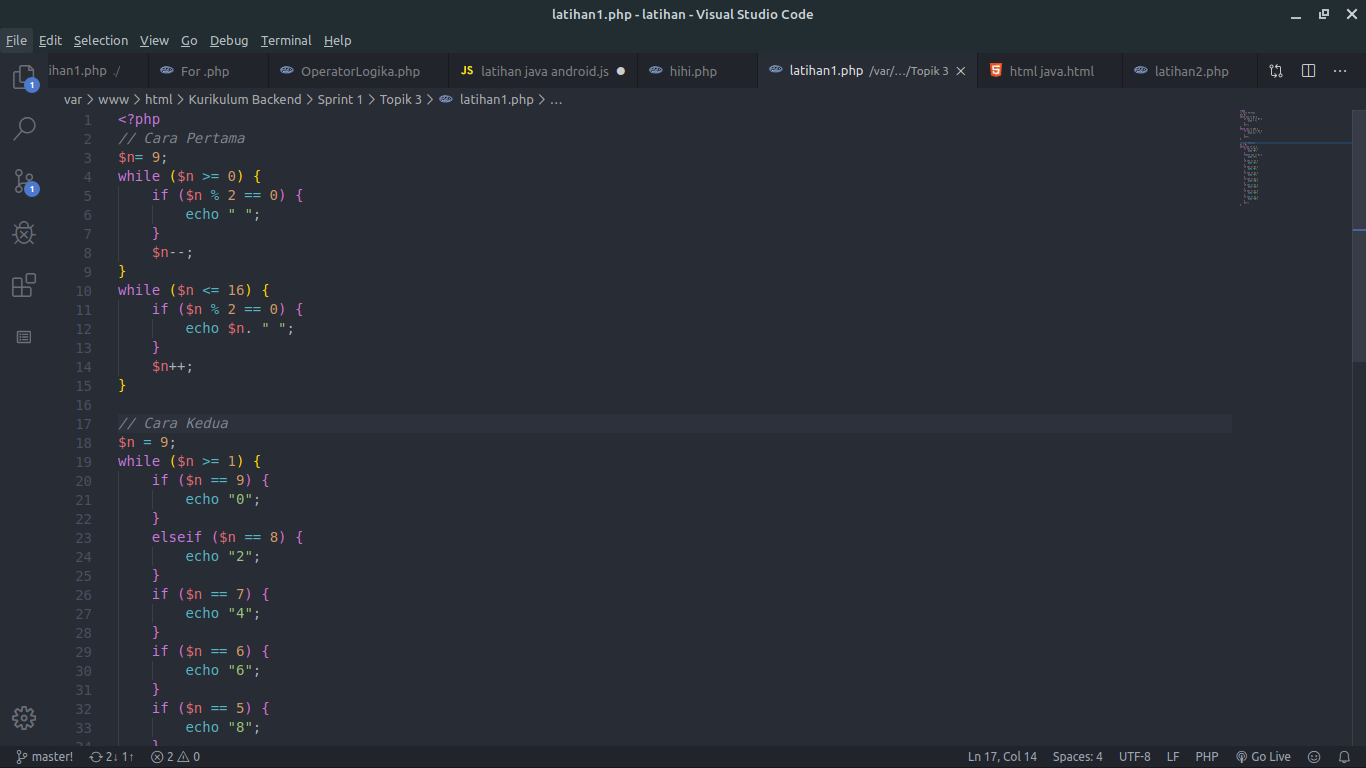 latihan1.php - latihan - Visual Studio Code
File Edit Selection View Go Debug Terminal Help
ihan1.php ./ For .php OperatorLogika.php JS latihan java android.js hihi.php latihan1.php /var/.../Topik 3 html java.html latihan2.php
var > www > html > Kurikulum Backend > Sprint 1 > Topik 3 > latihan1.php > ...
1 <?php
2 // Cara Pertama
3 $n= 9;
4 while ($n >= 0) {
5 if ($n % 2 == 0) {
6 echo " ";
7 }
8 $n--;
9 }
10 while ($n <= 16) {
11 if ($n % 2 == 0) {
12 echo $n. " ";
13 }
14 $n++;
15 }
16
17 // Cara Kedua
18 $n = 9;
19 while ($n >= 1) {
20 if ($n == 9) {
21 echo "0";
22 }
23 elseif ($n == 8) {
24 echo "2";
25 }
26 if ($n == 7) {
27 echo "4";
28 }
29 if ($n == 6) {
30 echo "6";
31 }
32 if ($n == 5) {
33 echo "8";
34 }
master! 2↓ 1↑ 2 0 Ln 17, Col 14 Spaces: 4 UTF-8 LF PHP Go Live